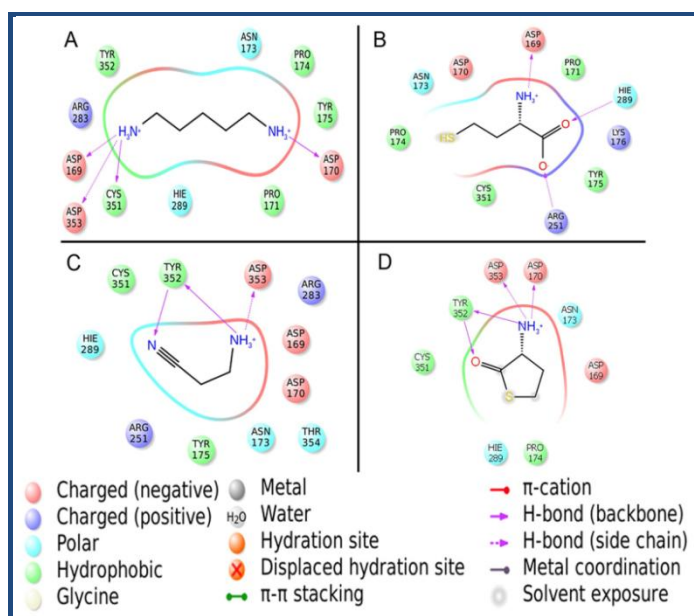 A
TYR
352
ASN
173
PRO
174
ARG
283
TYR
175
H₃N⁺
NH₃⁺
ASP
169
ASP
170
CYS
351
HIE
289
PRO
171
ASP
353
B
ASP
169
ASN
173
ASP
170
PRO
171
HIE
289
NH₃⁺
O
LYS
176
PRO
174
HS
O
CYS
351
TYR
175
ARG
251
C
CYS
351
TYR
352
ASP
353
ARG
283
HIE
289
N
NH₃⁺
ASP
169
ASP
170
ARG
251
TYR
175
ASN
173
THR
354
D
ASP
353
ASP
170
TYR
352
NH₃⁺
ASN
173
CYS
351
O
ASP
169
S
HIE
289
PRO
174
Charged (negative)
Charged (positive)
Polar
Hydrophobic
Glycine
Metal
H₂O Water
Hydration site
Displaced hydration site
π-π stacking
π-cation
H-bond (backbone)
H-bond (side chain)
Metal coordination
Solvent exposure